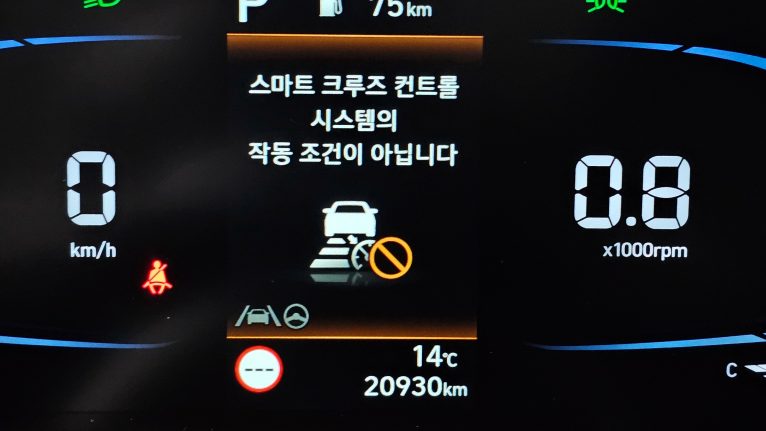 P 75km
스마트 크루즈 컨트롤
시스템의
작동 조건이 아닙니다
0 0.8
km/h x1000rpm
---
14℃
20930km
C